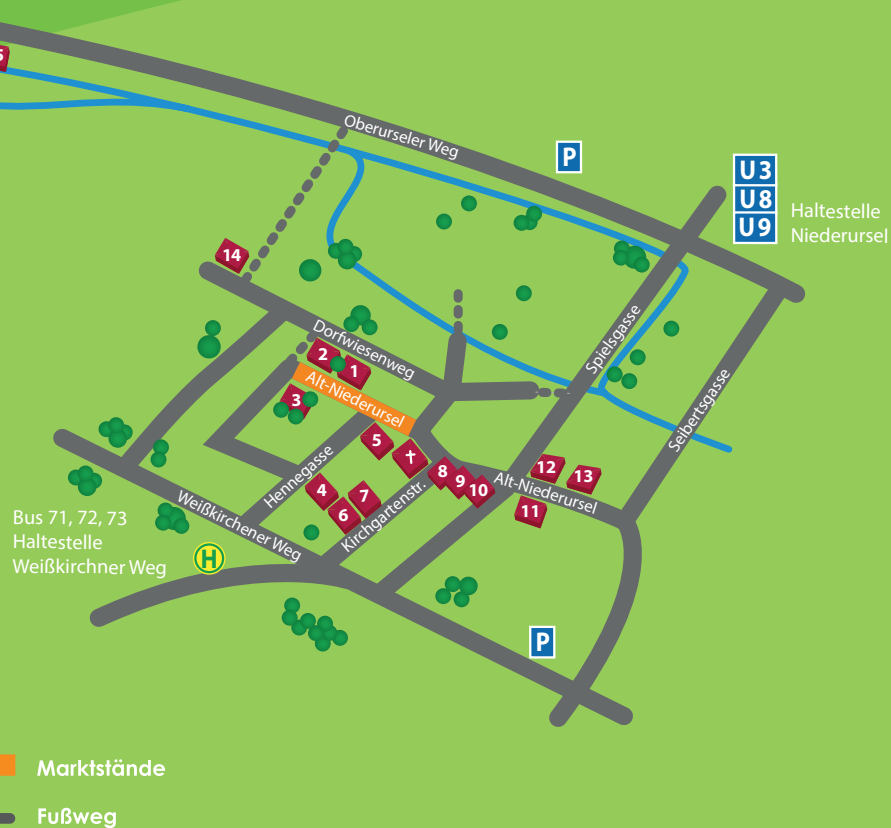 5
Oberurseler Weg
P
U3
U8
U9
Haltestelle
Niederursel
14
Dorfwiesenweg
Spielsgasse
2
1
Alt-Niederursel
3
Seibertsgasse
5
8
9
10
12
13
Alt-Niederursel
11
Hennegasse
4
7
6
Kirchgartenstr.
Weißkirchener Weg
Bus 71, 72, 73
Haltestelle
Weißkirchner Weg
H
P
Marktstände
Fußweg